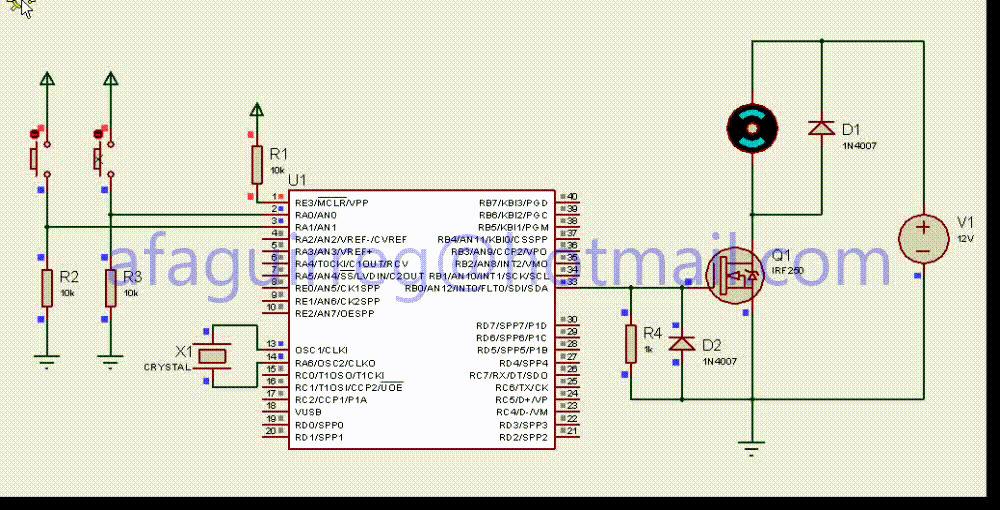 R1
10k
U1
D1
1N4007
V1
12V
Q1
IRF250
R2
10k
R3
10k
R4
1k
D2
1N4007
X1
CRYSTAL
1 RE3/MCLR/VPP
2 RA0/AN0
3 RA1/AN1
4 RA2/AN2/VREF-/CVREF
5 RA3/AN3/VREF+
6 RA4/T0CKI/C1OUT/RCV
7 RA5/AN4/SS/LVDIN/C2OUT
8 RE0/AN5/CK1SPP
9 RE1/AN6/CK2SPP
10 RE2/AN7/OESPP
13 OSC1/CLKI
14 RA6/OSC2/CLKO
15 RC0/T1OSO/T1CKI
16 RC1/T1OSI/CCP2/UOE
17 RC2/CCP1/P1A
18 VUSB
19 RD0/SPP0
20 RD1/SPP1
RB7/KBI3/PGD 40
RB6/KBI2/PGC 39
RB5/KBI1/PGM 38
RB4/AN11/KBI0/CSSPP 37
RB3/AN9/CCP2/VPO 36
RB2/AN8/INT2/VMO 35
RB1/AN10/INT1/SCK/SCL 34
RB0/AN12/INT0/FLT0/SDI/SDA 33
RD7/SPP7/P1D 30
RD6/SPP6/P1C 29
RD5/SPP5/P1B 28
RD4/SPP4 27
RC7/RX/DT/SDO 26
RC6/TX/CK 25
RC5/D+/VP 24
RC4/D-/VM 23
RD3/SPP3 22
RD2/SPP2 21